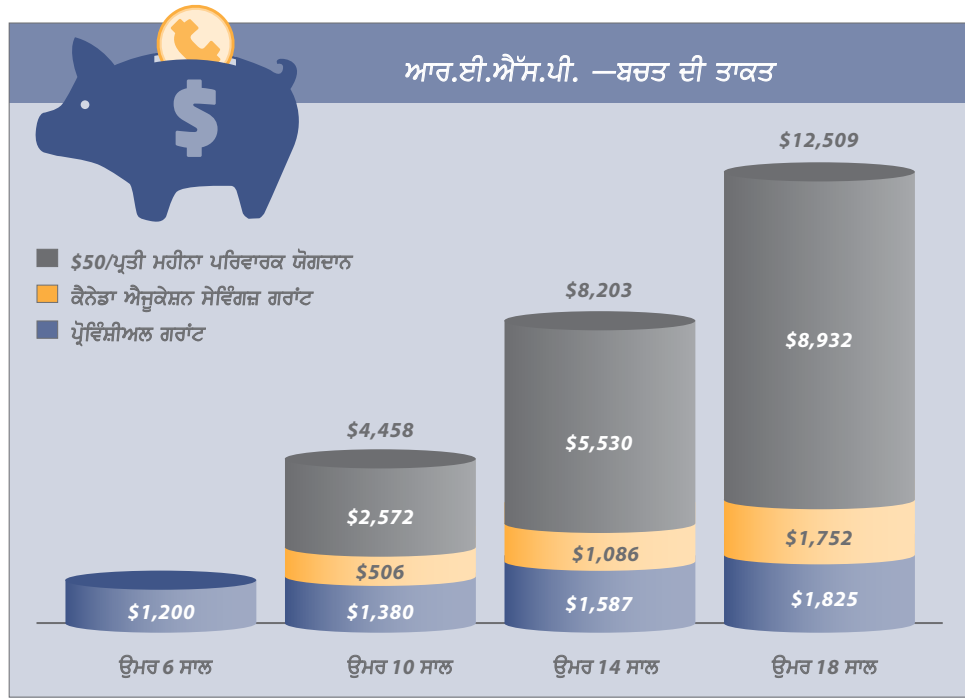 ਆਰ.ਈ.ਐੱਸ.ਪੀ. —ਬਚਤ ਦੀ ਤਾਕਤ
$
$50/ਪ੍ਰਤੀ ਮਹੀਨਾ ਪਰਿਵਾਰਕ ਯੋਗਦਾਨ
ਕੈਨੇਡਾ ਐਜੂਕੇਸ਼ਨ ਸੇਵਿੰਗਜ਼ ਗਰਾਂਟ
ਪ੍ਰੋਵਿੰਸ਼ੀਅਲ ਗਰਾਂਟ
$1,200
ਉਮਰ 6 ਸਾਲ
$4,458
$2,572
$506
$1,380
ਉਮਰ 10 ਸਾਲ
$8,203
$5,530
$1,086
$1,587
ਉਮਰ 14 ਸਾਲ
$12,509
$8,932
$1,752
$1,825
ਉਮਰ 18 ਸਾਲ